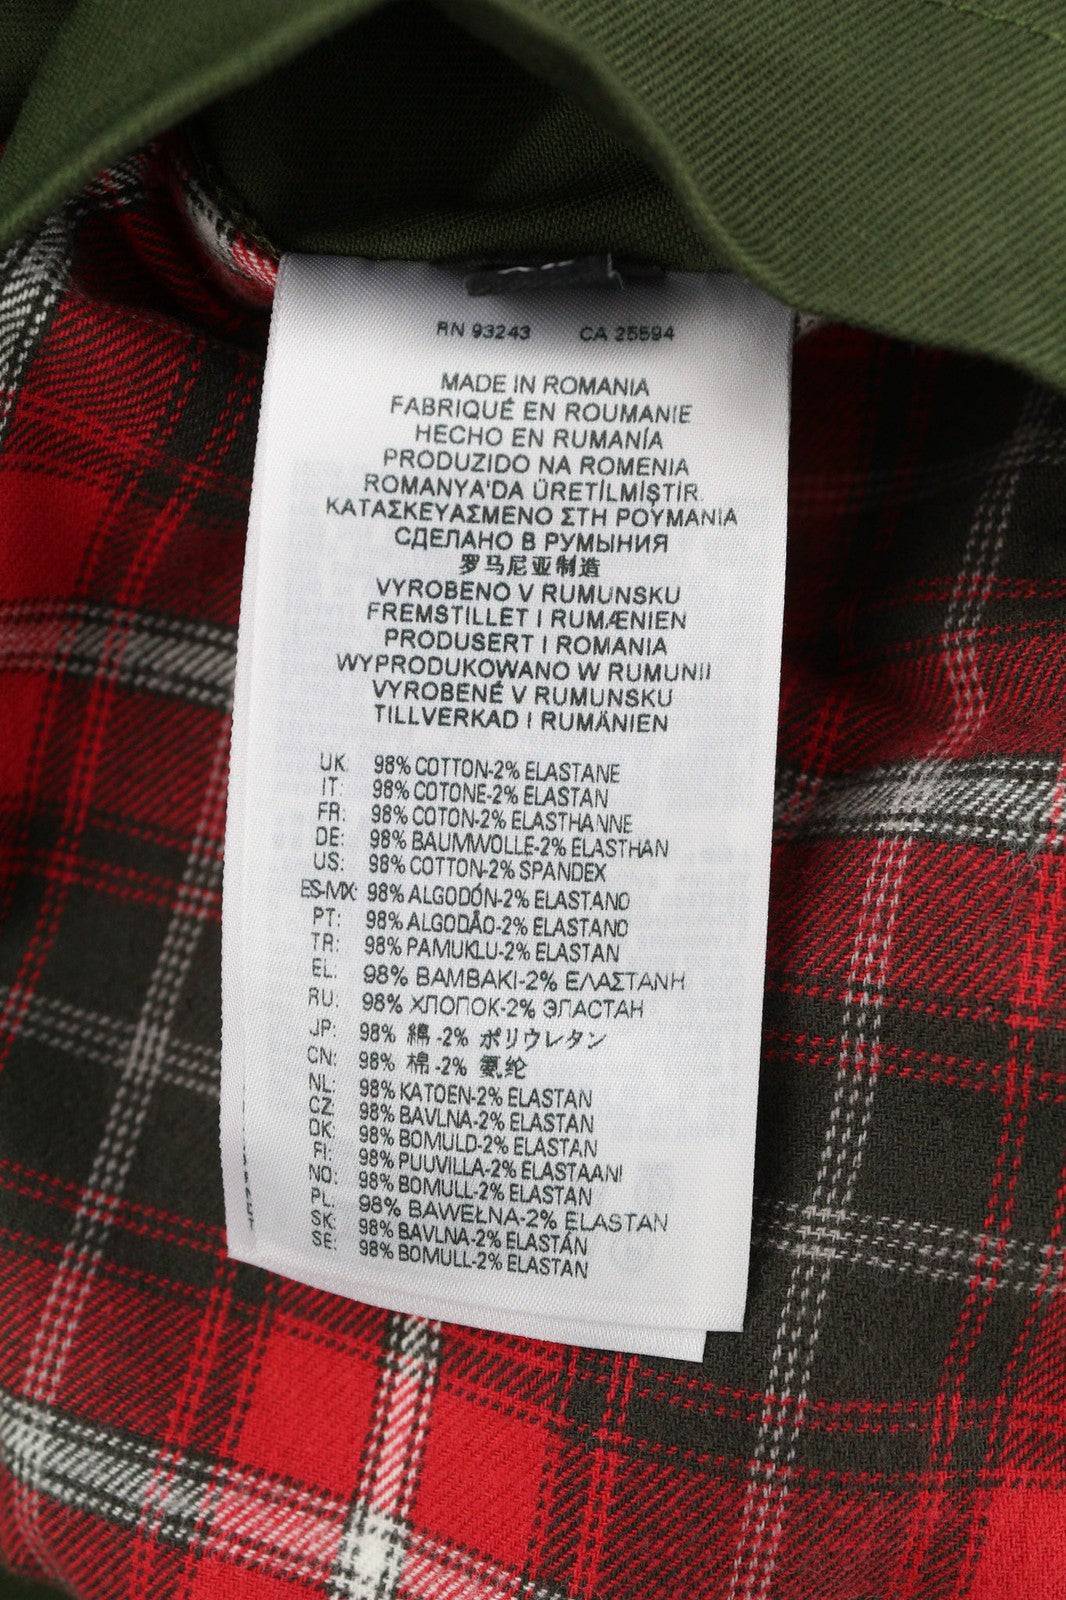 RN 93243 CA 25594
MADE IN ROMANIA
FABRIQUÉ EN ROUMANIE
HECHO EN RUMANÍA
PRODUZIDO NA ROMENIA
ROMANYA'DA ÜRETİLMİŞTİR.
ΚΑΤΑΣΚΕΥΑΣΜΕΝΟ ΣΤΗ ΡΟΥΜΑΝΙΑ
СДЕЛАНО В РУМЫНИЯ
罗马尼亚制造
VYROBENO V RUMUNSKU
FREMSTILLET I RUMÆNIEN
PRODUSERT I ROMANIA
WYPRODUKOWANO W RUMUNII
VYROBENÉ V RUMUNSKU
TILLVERKAD I RUMÄNIEN
UK: 98% COTTON-2% ELASTANE
IT: 98% COTONE-2% ELASTAN
FR: 98% COTON-2% ELASTHANNE
DE: 98% BAUMWOLLE-2% ELASTHAN
US: 98% COTTON-2% SPANDEX
ES-MX: 98% ALGODÓN-2% ELASTANO
PT: 98% ALGODÃO-2% ELASTANO
TR: 98% PAMUKLU-2% ELASTAN
EL: 98% ΒΑΜΒΑΚΙ-2% ΕΛΑΣΤΑΝΗ
RU: 98% ХЛОПОК-2% ЭЛАСТАН
JP: 98% 綿 -2% ポリウレタン
CN: 98% 棉 -2% 氨纶
NL: 98% KATOEN-2% ELASTAN
CZ: 98% BAVLNA-2% ELASTAN
DK: 98% BOMULD-2% ELASTAN
FI: 98% PUUVILLA-2% ELASTAANI
NO: 98% BOMULL-2% ELASTAN
PL: 98% BAWEŁNA-2% ELASTAN
SK: 98% BAVLNA-2% ELASTÁN
SE: 98% BOMULL-2% ELASTAN